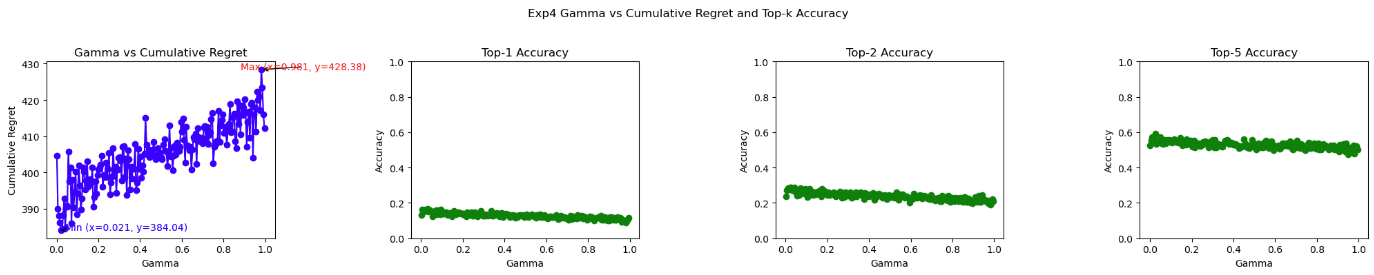 Exp4 Gamma vs Cumulative Regret and Top-k Accuracy
Gamma vs Cumulative Regret
Max (x=0.981, y=428.38)
Min (x=0.021, y=384.04)
430
420
410
400
390
Cumulative Regret
0.0 0.2 0.4 0.6 0.8 1.0
Gamma
Top-1 Accuracy
1.0
0.8
0.6
0.4
0.2
0.0
Accuracy
0.0 0.2 0.4 0.6 0.8 1.0
Gamma
Top-2 Accuracy
1.0
0.8
0.6
0.4
0.2
0.0
Accuracy
0.0 0.2 0.4 0.6 0.8 1.0
Gamma
Top-5 Accuracy
1.0
0.8
0.6
0.4
0.2
0.0
Accuracy
0.0 0.2 0.4 0.6 0.8 1.0
Gamma